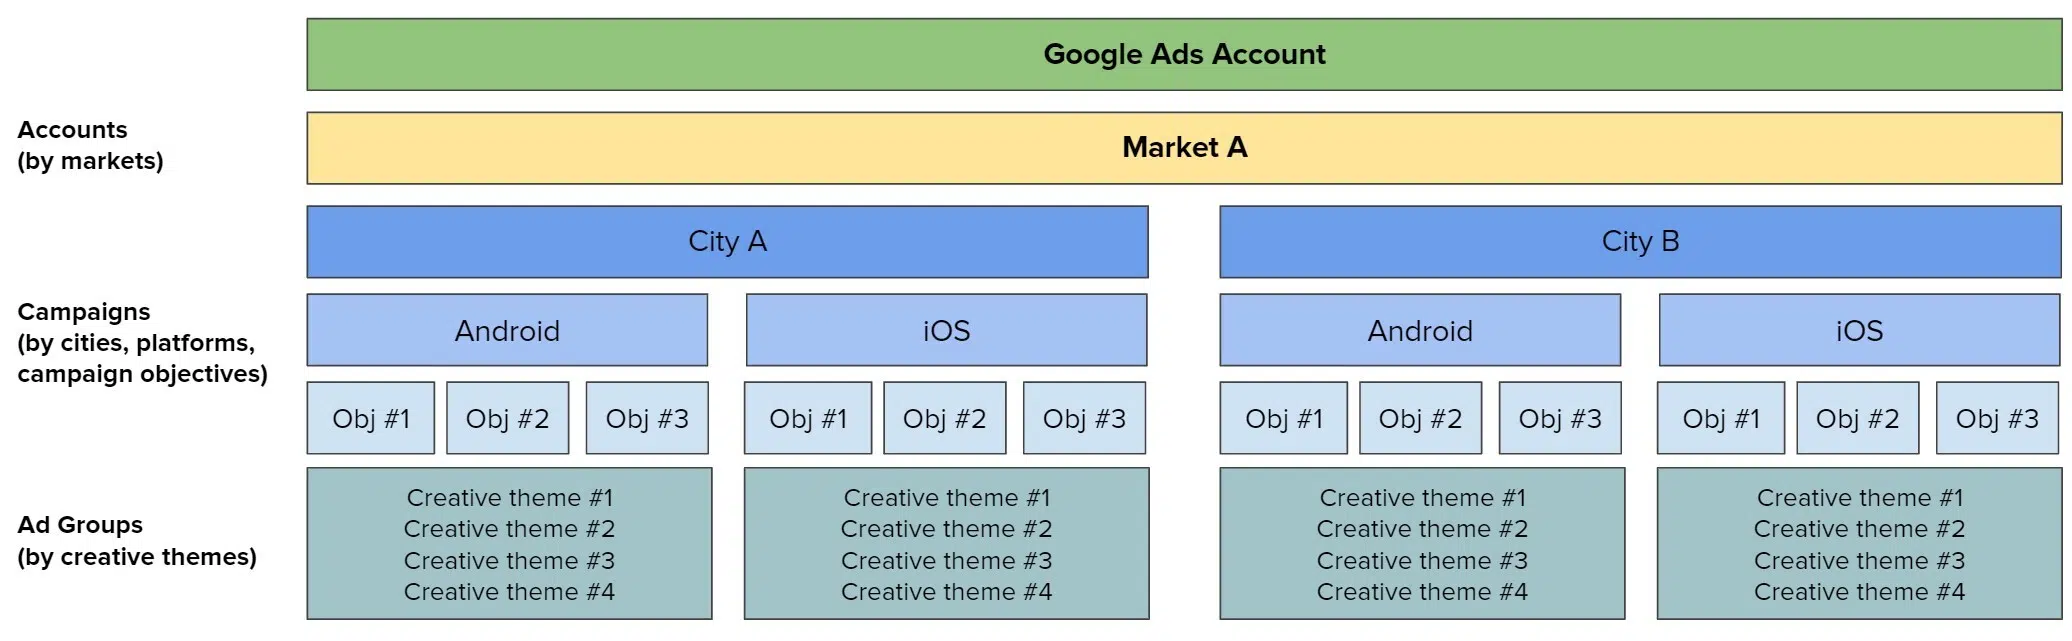 Google Ads Account
Accounts
(by markets)
Market A
City A
City B
Campaigns
(by cities, platforms,
campaign objectives)
Android
iOS
Android
iOS
Obj #1
Obj #2
Obj #3
Obj #1
Obj #2
Obj #3
Obj #1
Obj #2
Obj #3
Obj #1
Obj #2
Obj #3
Ad Groups
(by creative themes)
Creative theme #1
Creative theme #2
Creative theme #3
Creative theme #4
Creative theme #1
Creative theme #2
Creative theme #3
Creative theme #4
Creative theme #1
Creative theme #2
Creative theme #3
Creative theme #4
Creative theme #1
Creative theme #2
Creative theme #3
Creative theme #4